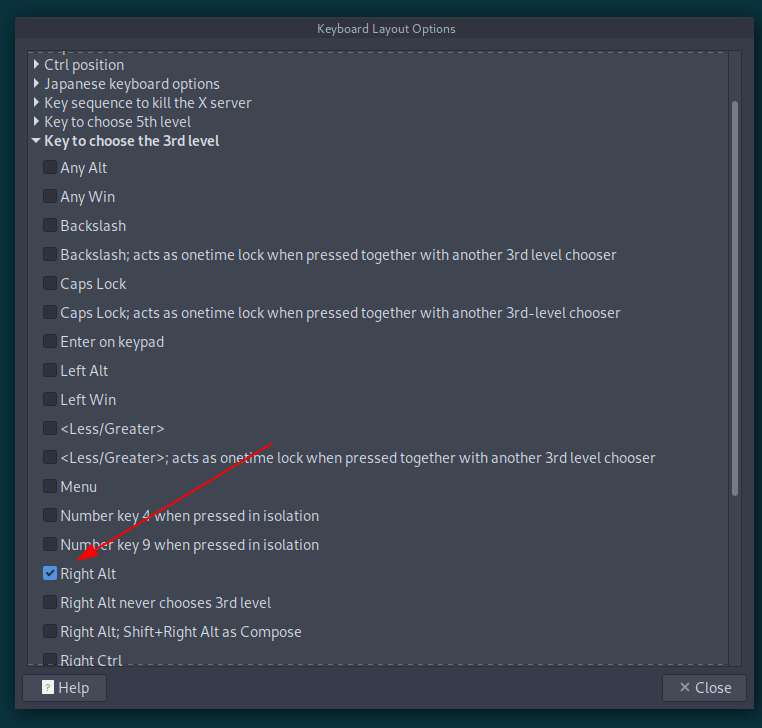 Keyboard Layout Options
Ctrl position
Japanese keyboard options
Key sequence to kill the X server
Key to choose 5th level
Key to choose the 3rd level
Any Alt
Any Win
Backslash
Backslash; acts as onetime lock when pressed together with another 3rd level chooser
Caps Lock
Caps Lock; acts as onetime lock when pressed together with another 3rd-level chooser
Enter on keypad
Left Alt
Left Win
<Less/Greater>
<Less/Greater>; acts as onetime lock when pressed together with another 3rd level chooser
Menu
Number key 4 when pressed in isolation
Number key 9 when pressed in isolation
Right Alt
Right Alt never chooses 3rd level
Right Alt; Shift+Right Alt as Compose
Right Ctrl
? Help
Close